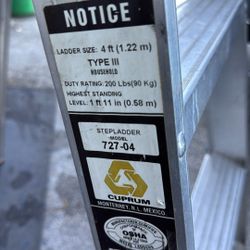 NOTICE
LADDER SIZE: 4 ft (1.22 m)
TYPE III
HOUSEHOLD
DUTY RATING: 200 Lbs(90 Kg)
HIGHEST STANDING
LEVEL: 1 ft 11 in (0.58 m)
STEPLADDER
MODEL
727-04
CUPRUM
MONTERREY, N.L. MEXICO
OSHA